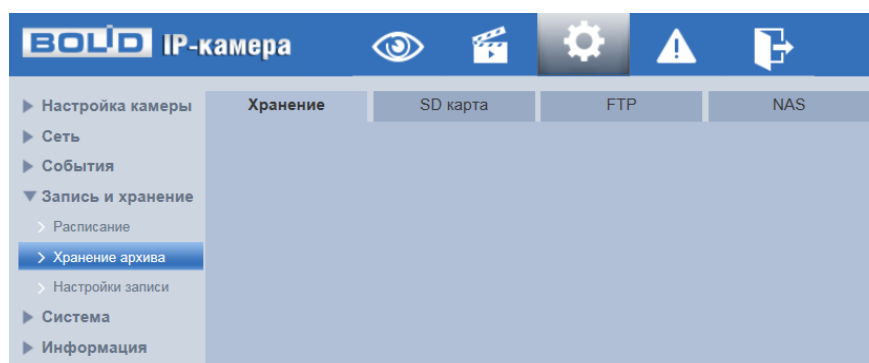 BOLID IP-камера
Настройка камеры
Хранение
SD карта
FTP
NAS
Сеть
События
Запись и хранение
Расписание
Хранение архива
Настройки записи
Система
Информация